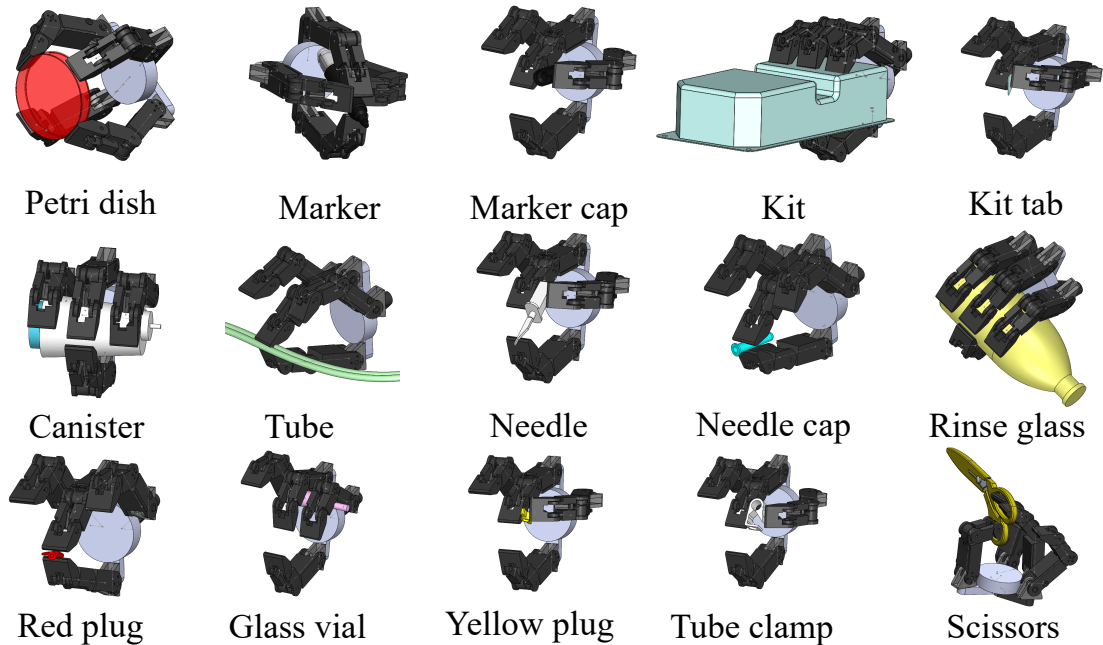 Petri dish
Marker
Marker cap
Kit
Kit tab
Canister
Tube
Needle
Needle cap
Rinse glass
Red plug
Glass vial
Yellow plug
Tube clamp
Scissors